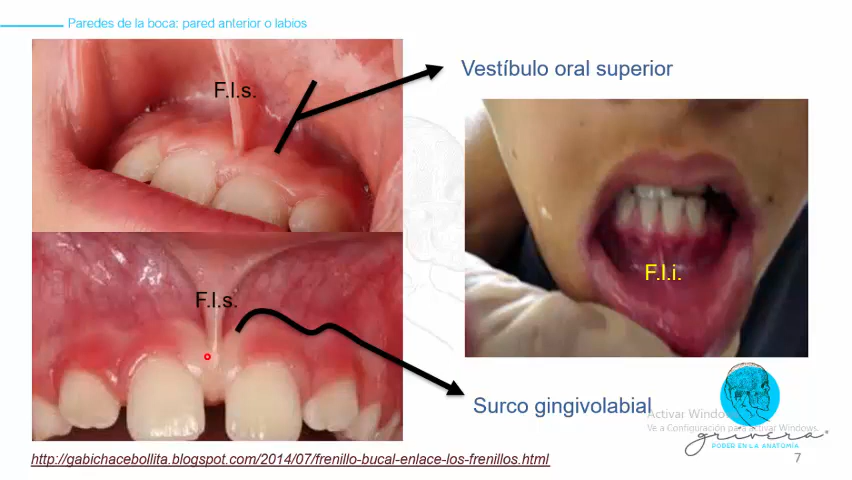 Paredes de la boca: pared anterior o labios
F.l.s.
Vestíbulo oral superior
F.l.i.
F.l.s.
Surco gingivolabial
Activar Windows
Ve a Configuración para activar Windows.
grivera
PODER EN LA ANATOMÍA
http://gabichacebollita.blogspot.com/2014/07/frenillo-bucal-enlace-los-frenillos.html
7